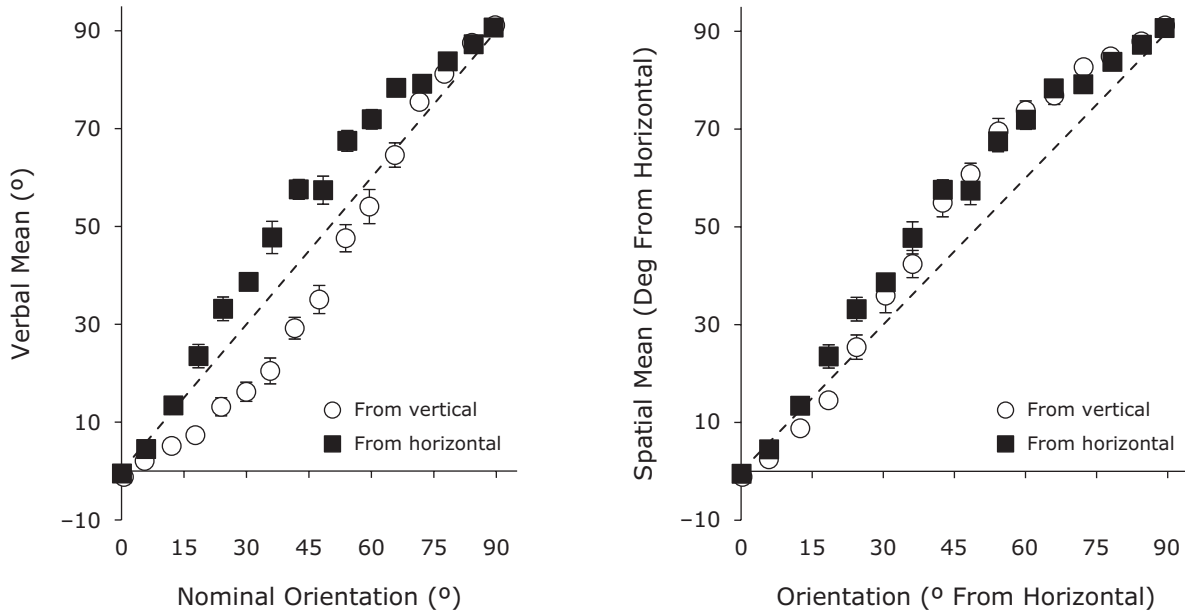 Verbal Mean (º)
90
70
50
30
10
–10
0 15 30 45 60 75 90
Nominal Orientation (º)
From vertical
From horizontal
Spatial Mean (Deg From Horizontal)
90
70
50
30
10
–10
0 15 30 45 60 75 90
Orientation (º From Horizontal)
From vertical
From horizontal